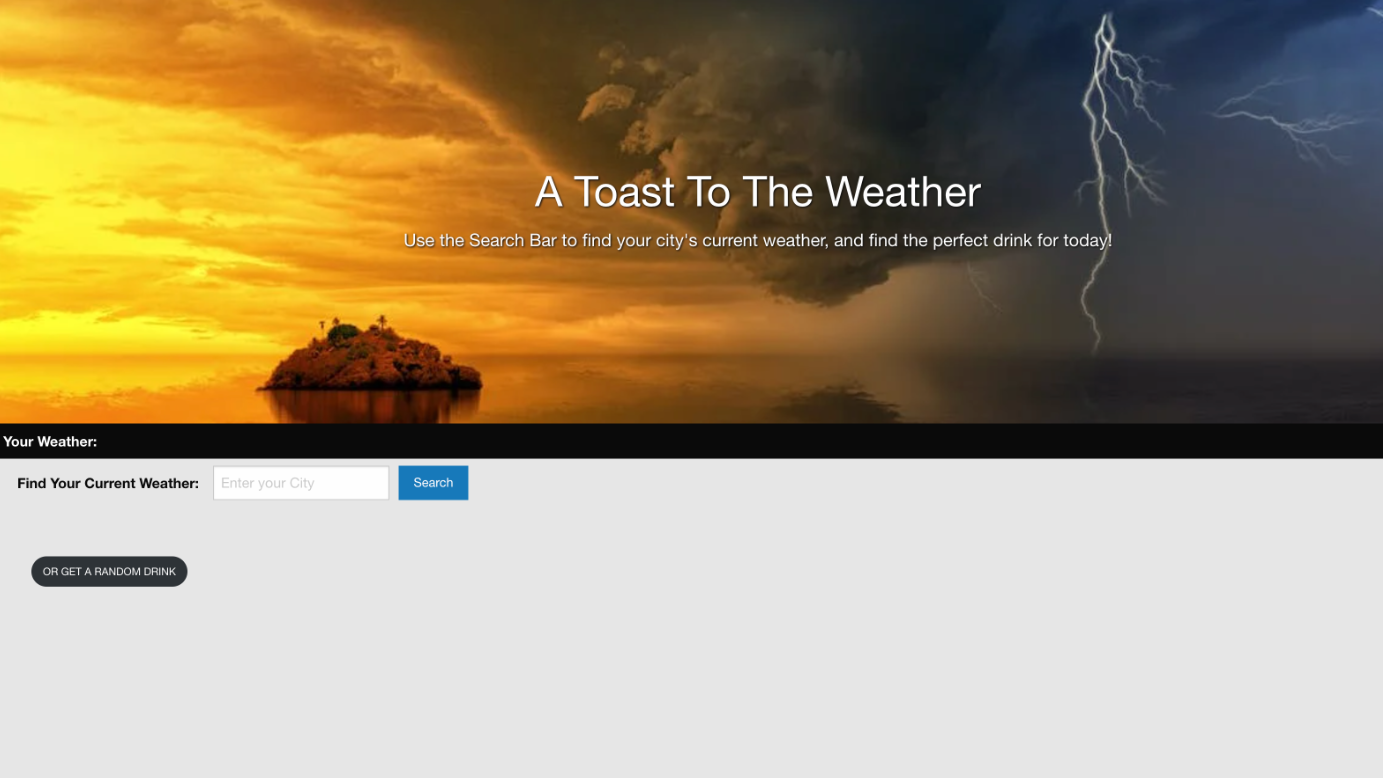 A Toast To The Weather
Use the Search Bar to find your city's current weather, and find the perfect drink for today!
Your Weather:
Find Your Current Weather: Enter your City Search
OR GET A RANDOM DRINK